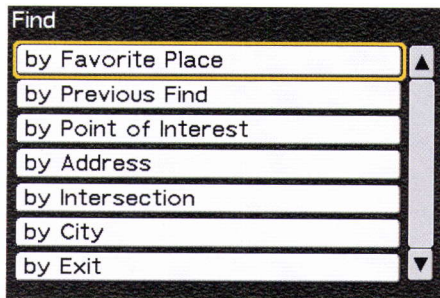 Find
by Favorite Place
by Previous Find
by Point of Interest
by Address
by Intersection
by City
by Exit